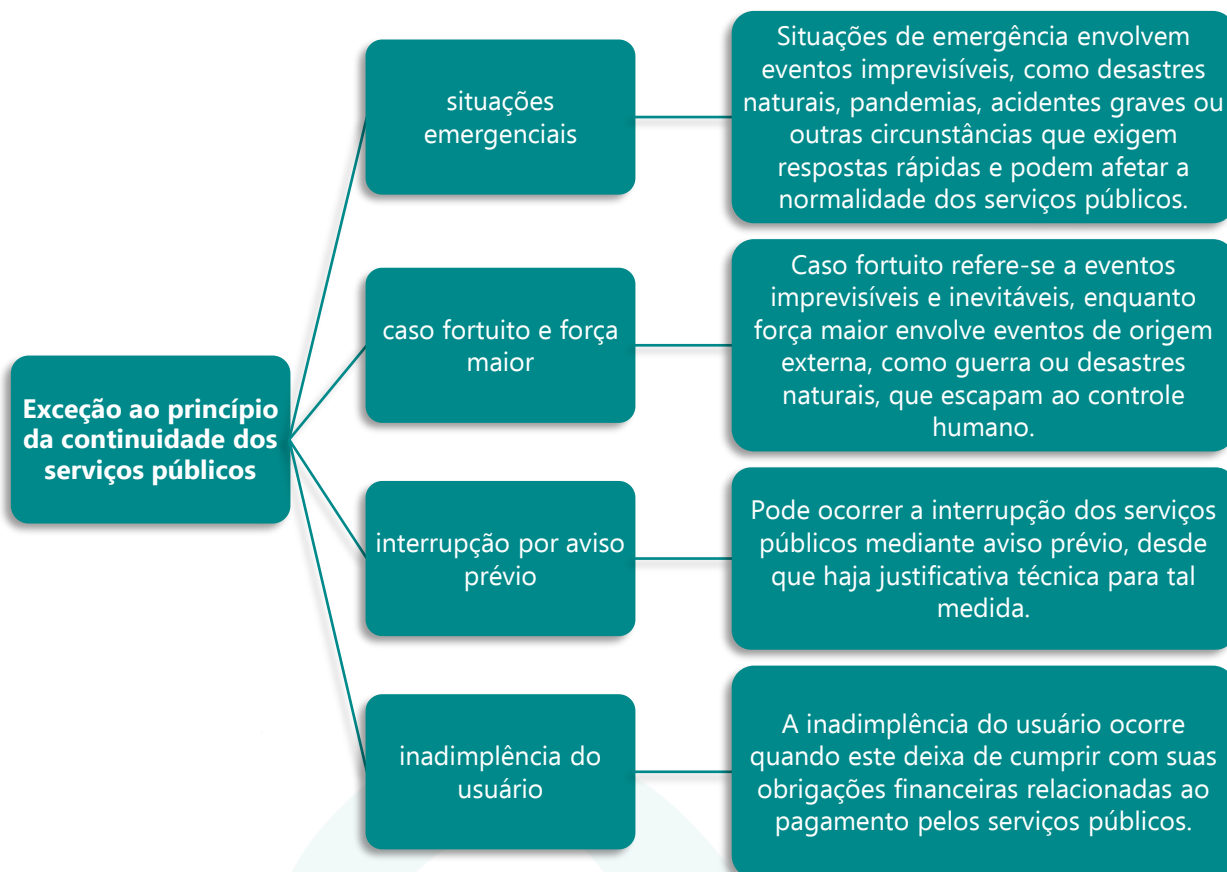 Exceção ao princípio
da continuidade dos
serviços públicos
situações
emergenciais
Situações de emergência envolvem
eventos imprevisíveis, como desastres
naturais, pandemias, acidentes graves ou
outras circunstâncias que exigem
respostas rápidas e podem afetar a
normalidade dos serviços públicos.
caso fortuito e força
maior
Caso fortuito refere-se a eventos
imprevisíveis e inevitáveis, enquanto
força maior envolve eventos de origem
externa, como guerra ou desastres
naturais, que escapam ao controle
humano.
interrupção por aviso
prévio
Pode ocorrer a interrupção dos serviços
públicos mediante aviso prévio, desde
que haja justificativa técnica para tal
medida.
inadimplência do
usuário
A inadimplência do usuário ocorre
quando este deixa de cumprir com suas
obrigações financeiras relacionadas ao
pagamento pelos serviços públicos.